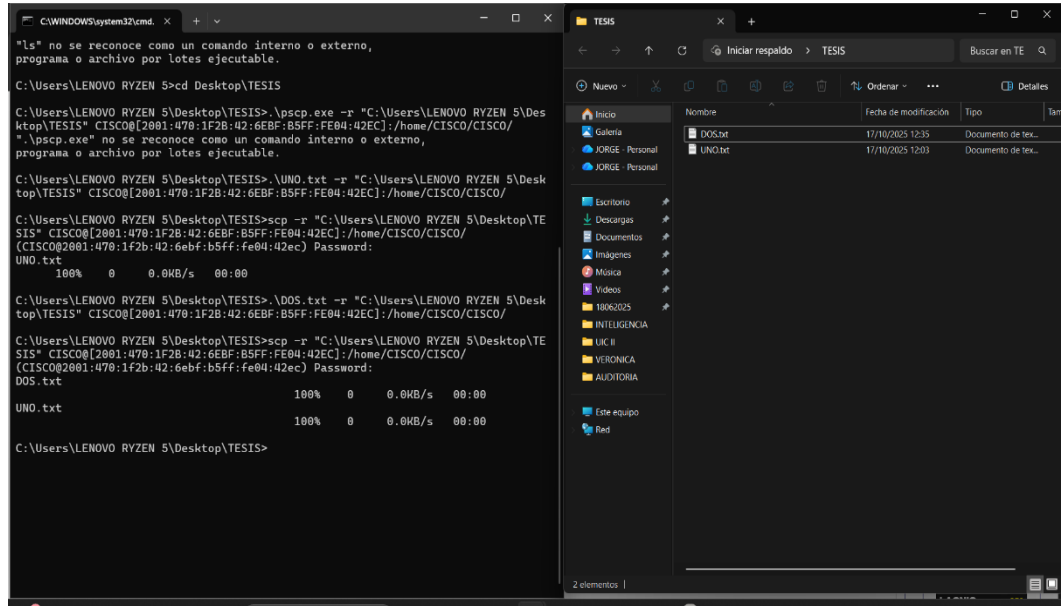 C:\WINDOWS\system32\cmd.
"ls" no se reconoce como un comando interno o externo,
programa o archivo por lotes ejecutable.
C:\Users\LENOVO RYZEN 5>cd Desktop\TESIS
C:\Users\LENOVO RYZEN 5\Desktop\TESIS>.\pscp.exe -r "C:\Users\LENOVO RYZEN 5\Des
ktop\TESIS" CISCO@[2001:470:1F2B:42:6EBF:B5FF:FE04:42EC]:/home/CISCO/CISCO/
".\pscp.exe" no se reconoce como un comando interno o externo,
programa o archivo por lotes ejecutable.
C:\Users\LENOVO RYZEN 5\Desktop\TESIS>.\UNO.txt -r "C:\Users\LENOVO RYZEN 5\Desk
top\TESIS" CISCO@[2001:470:1F2B:42:6EBF:B5FF:FE04:42EC]:/home/CISCO/CISCO/
C:\Users\LENOVO RYZEN 5\Desktop\TESIS>scp -r "C:\Users\LENOVO RYZEN 5\Desktop\TE
SIS" CISCO@[2001:470:1F2B:42:6EBF:B5FF:FE04:42EC]:/home/CISCO/CISCO/
(CISCO@2001:470:1f2b:42:6ebf:b5ff:fe04:42ec) Password:
UNO.txt
100% 0 0.0KB/s 00:00
C:\Users\LENOVO RYZEN 5\Desktop\TESIS>.\DOS.txt -r "C:\Users\LENOVO RYZEN 5\Desk
top\TESIS" CISCO@[2001:470:1F2B:42:6EBF:B5FF:FE04:42EC]:/home/CISCO/CISCO/
C:\Users\LENOVO RYZEN 5\Desktop\TESIS>scp -r "C:\Users\LENOVO RYZEN 5\Desktop\TE
SIS" CISCO@[2001:470:1F2B:42:6EBF:B5FF:FE04:42EC]:/home/CISCO/CISCO/
(CISCO@2001:470:1f2b:42:6ebf:b5ff:fe04:42ec) Password:
DOS.txt
100% 0 0.0KB/s 00:00
UNO.txt
100% 0 0.0KB/s 00:00
C:\Users\LENOVO RYZEN 5\Desktop\TESIS>
TESIS
Iniciar respaldo > TESIS
Buscar en TE
Nuevo
Ordenar
Detalles
Inicio
Galería
JORGE - Personal
JORGE - Personal
Escritorio
Descargas
Documentos
Imágenes
Música
Videos
18062025
INTELIGENCIA
UIC II
VERONICA
AUDITORIA
Este equipo
Red
Nombre Fecha de modificación Tipo Tam
DOS.txt 17/10/2025 12:35 Documento de tex...
UNO.txt 17/10/2025 12:03 Documento de tex...
2 elementos